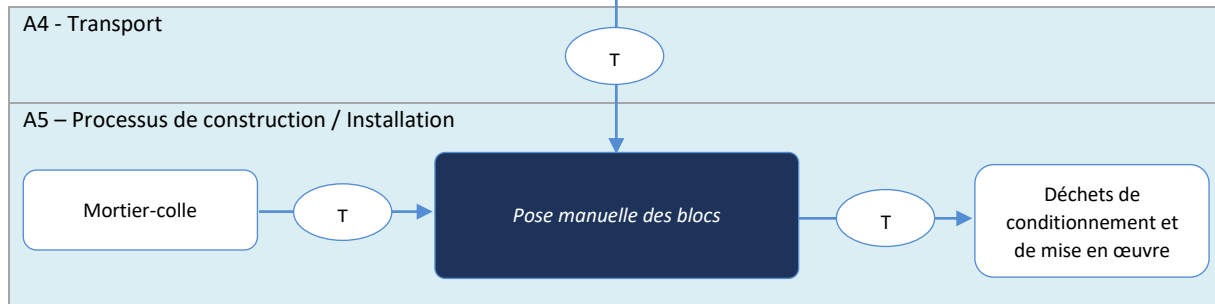 A4 - Transport
T
A5 – Processus de construction / Installation
Mortier-colle
T
Pose manuelle des blocs
T
Déchets de
conditionnement et
de mise en œuvre